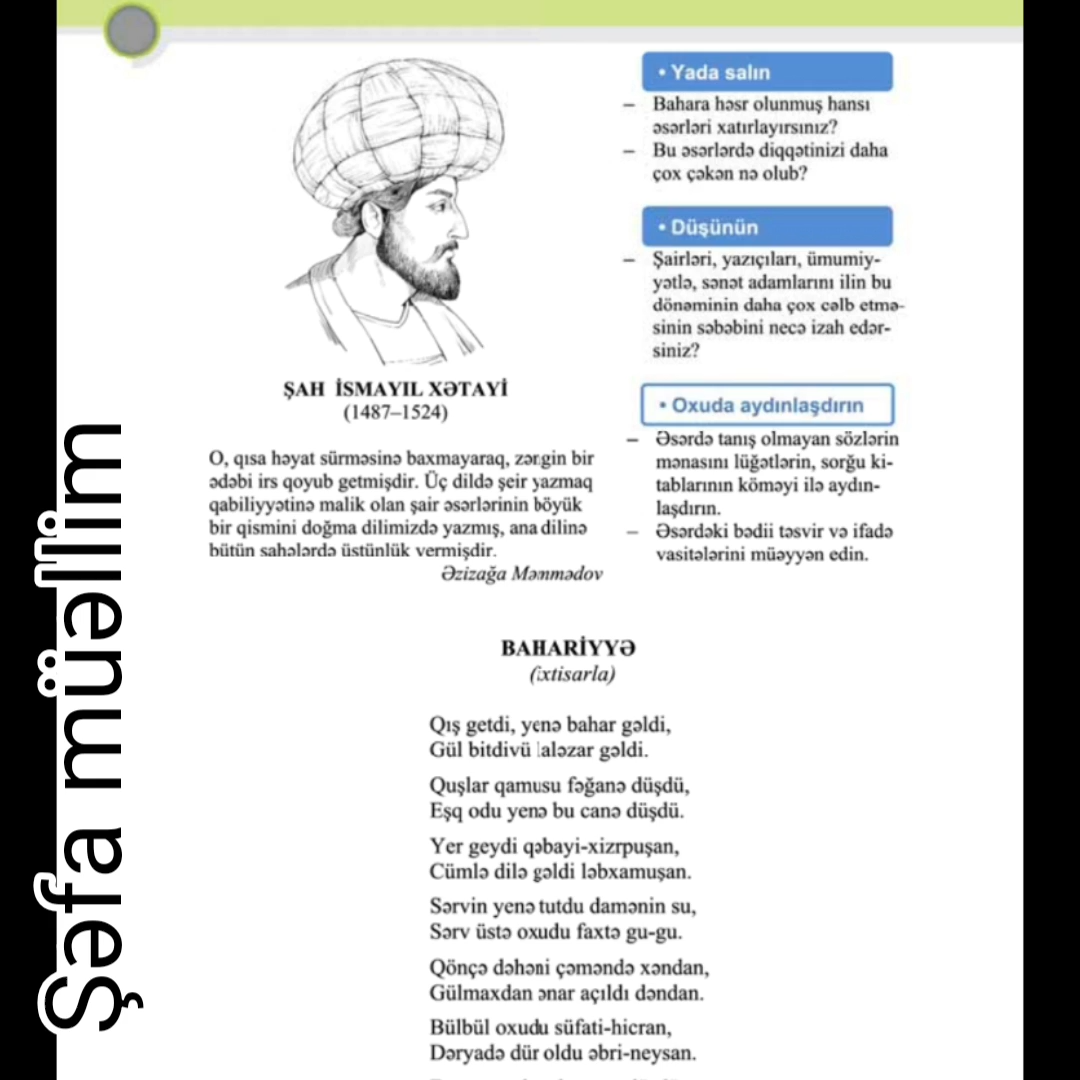 Şəfa müəllim
ŞAH İSMAYIL XƏTAYİ
(1487–1524)
O, qısa həyat sürməsinə baxmayaraq, zəngin bir
ədəbi irs qoyub getmişdir. Üç dildə şeir yazmaq
qabiliyyətinə malik olan şair əsərlərinin böyük
bir qismini doğma dilimizdə yazmış, ana dilinə
bütün sahələrdə üstünlük vermişdir.
Əzizağa Məmmədov
• Yada salın
– Bahara həsr olunmuş hansı
əsərləri xatırlayırsınız?
– Bu əsərlərdə diqqətinizi daha
çox çəkən nə olub?
• Düşünün
– Şairləri, yazıçıları, ümumiy-
yətlə, sənət adamlarını ilin bu
dönəminin daha çox cəlb etmə-
sinin səbəbini necə izah edər-
siniz?
• Oxuda aydınlaşdırın
– Əsərdə tanış olmayan sözlərin
mənasını lüğətlərin, sorğu ki-
tablarının köməyi ilə aydın-
laşdırın.
– Əsərdəki bədii təsvir və ifadə
vasitələrini müəyyən edin.
BAHARİYYƏ
(ixtisarla)
Qış getdi, yenə bahar gəldi,
Gül bitdivü laləzar gəldi.
Quşlar qamusu fəğanə düşdü,
Eşq odu yenə bu canə düşdü.
Yer geydi qəbayi-xizrpuşan,
Cümlə dilə gəldi ləbxamuşan.
Sərvin yenə tutdu damənin su,
Sərv üstə oxudu faxtə gu-gu.
Qönçə dəhəni çəməndə xəndan,
Gülmaxdan ənar açıldı dəndan.
Bülbül oxudu süfati-hicran,
Dəryadə dür oldu əbri-neysan.